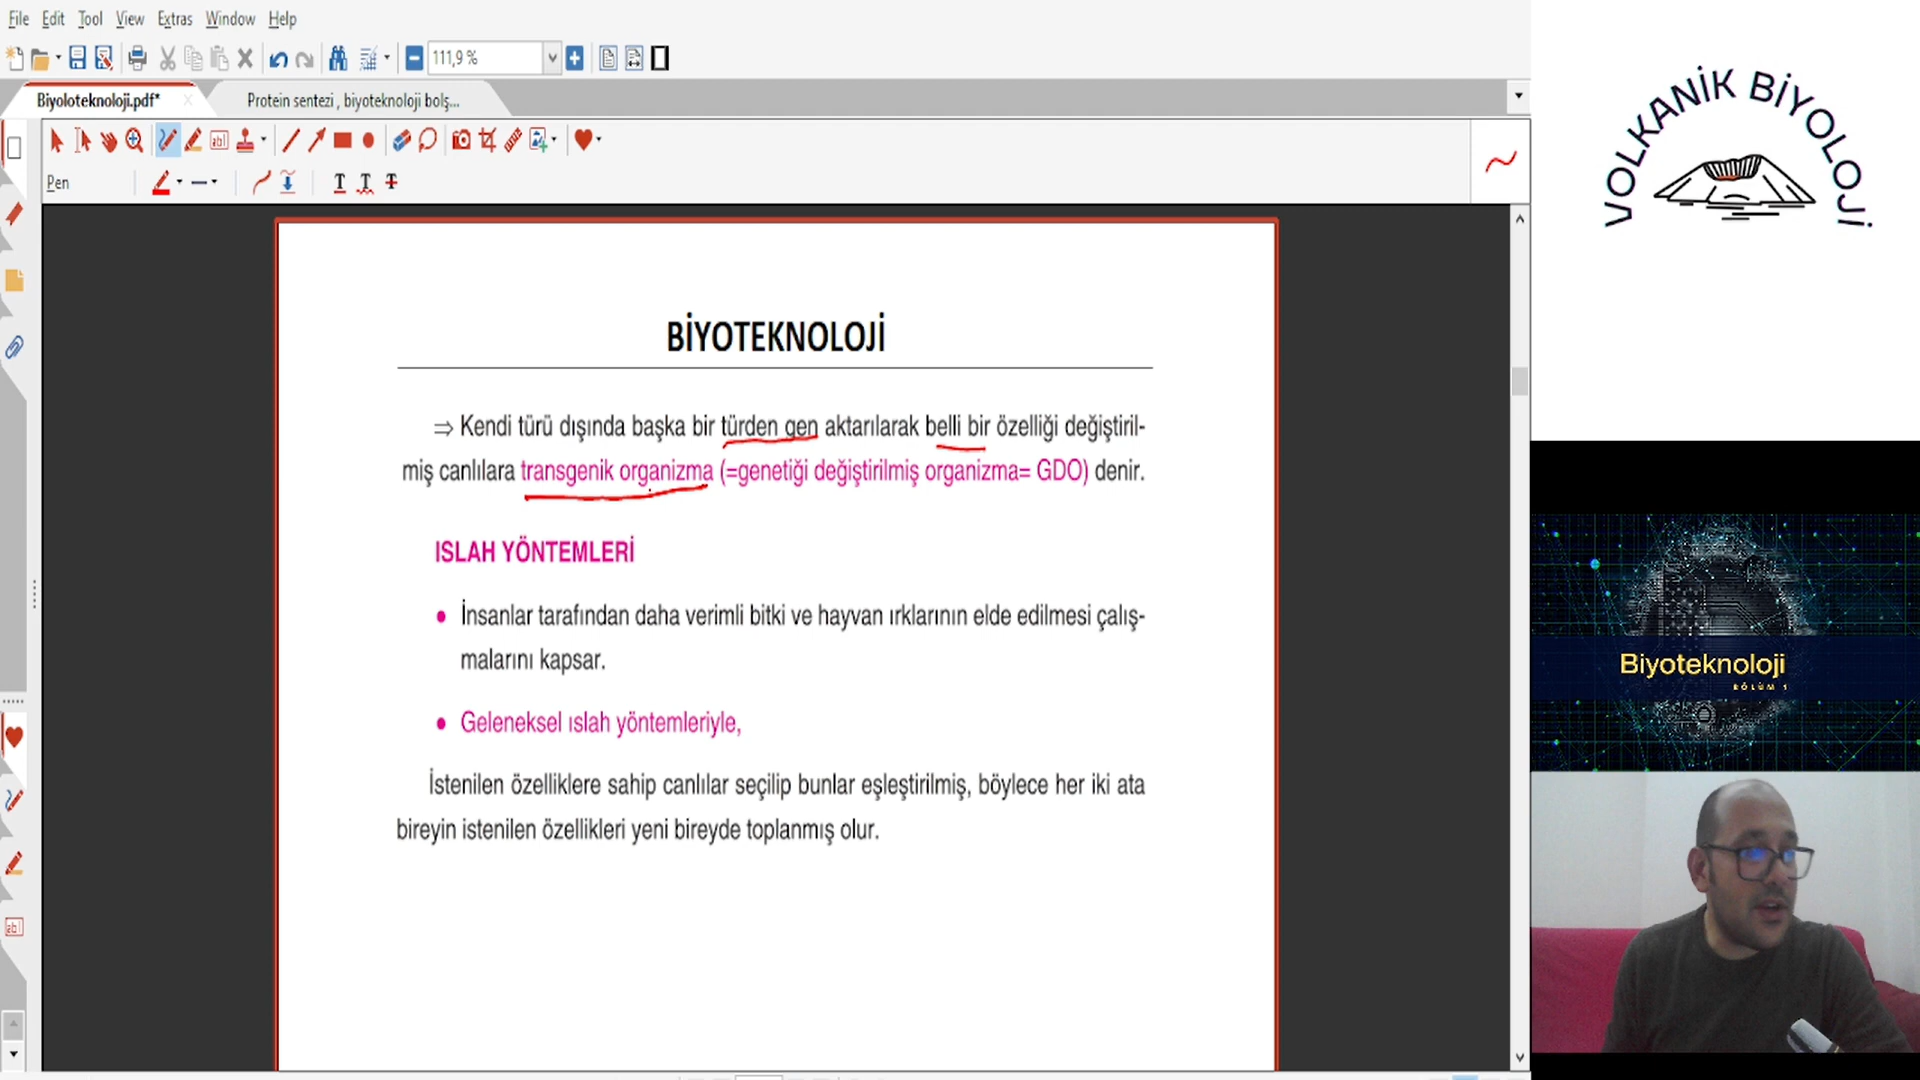 File Edit Tool View Extras Window Help
111,9 %
Biyoloteknoloji.pdf*
Protein sentezi , biyoteknoloji bolş...
Pen
BİYOTEKNOLOJİ
⇒ Kendi türü dışında başka bir türden gen aktarılarak belli bir özelliği değiştiril-
miş canlılara transgenik organizma (=genetiği değiştirilmiş organizma= GDO) denir.
ISLAH YÖNTEMLERİ
• İnsanlar tarafından daha verimli bitki ve hayvan ırklarının elde edilmesi çalış-
malarını kapsar.
• Geleneksel ıslah yöntemleriyle,
İstenilen özelliklere sahip canlılar seçilip bunlar eşleştirilmiş, böylece her iki ata
bireyin istenilen özellikleri yeni bireyde toplanmış olur.
VOLKANİK BİYOLOJİ
Biyoteknoloji
BÖLÜM 1